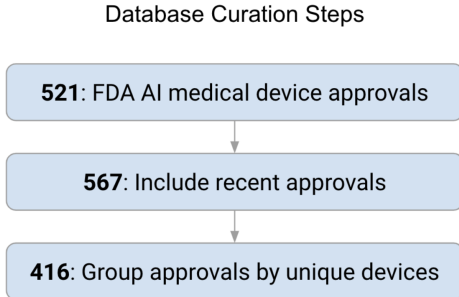 Database Curation Steps
521: FDA AI medical device approvals
567: Include recent approvals
416: Group approvals by unique devices